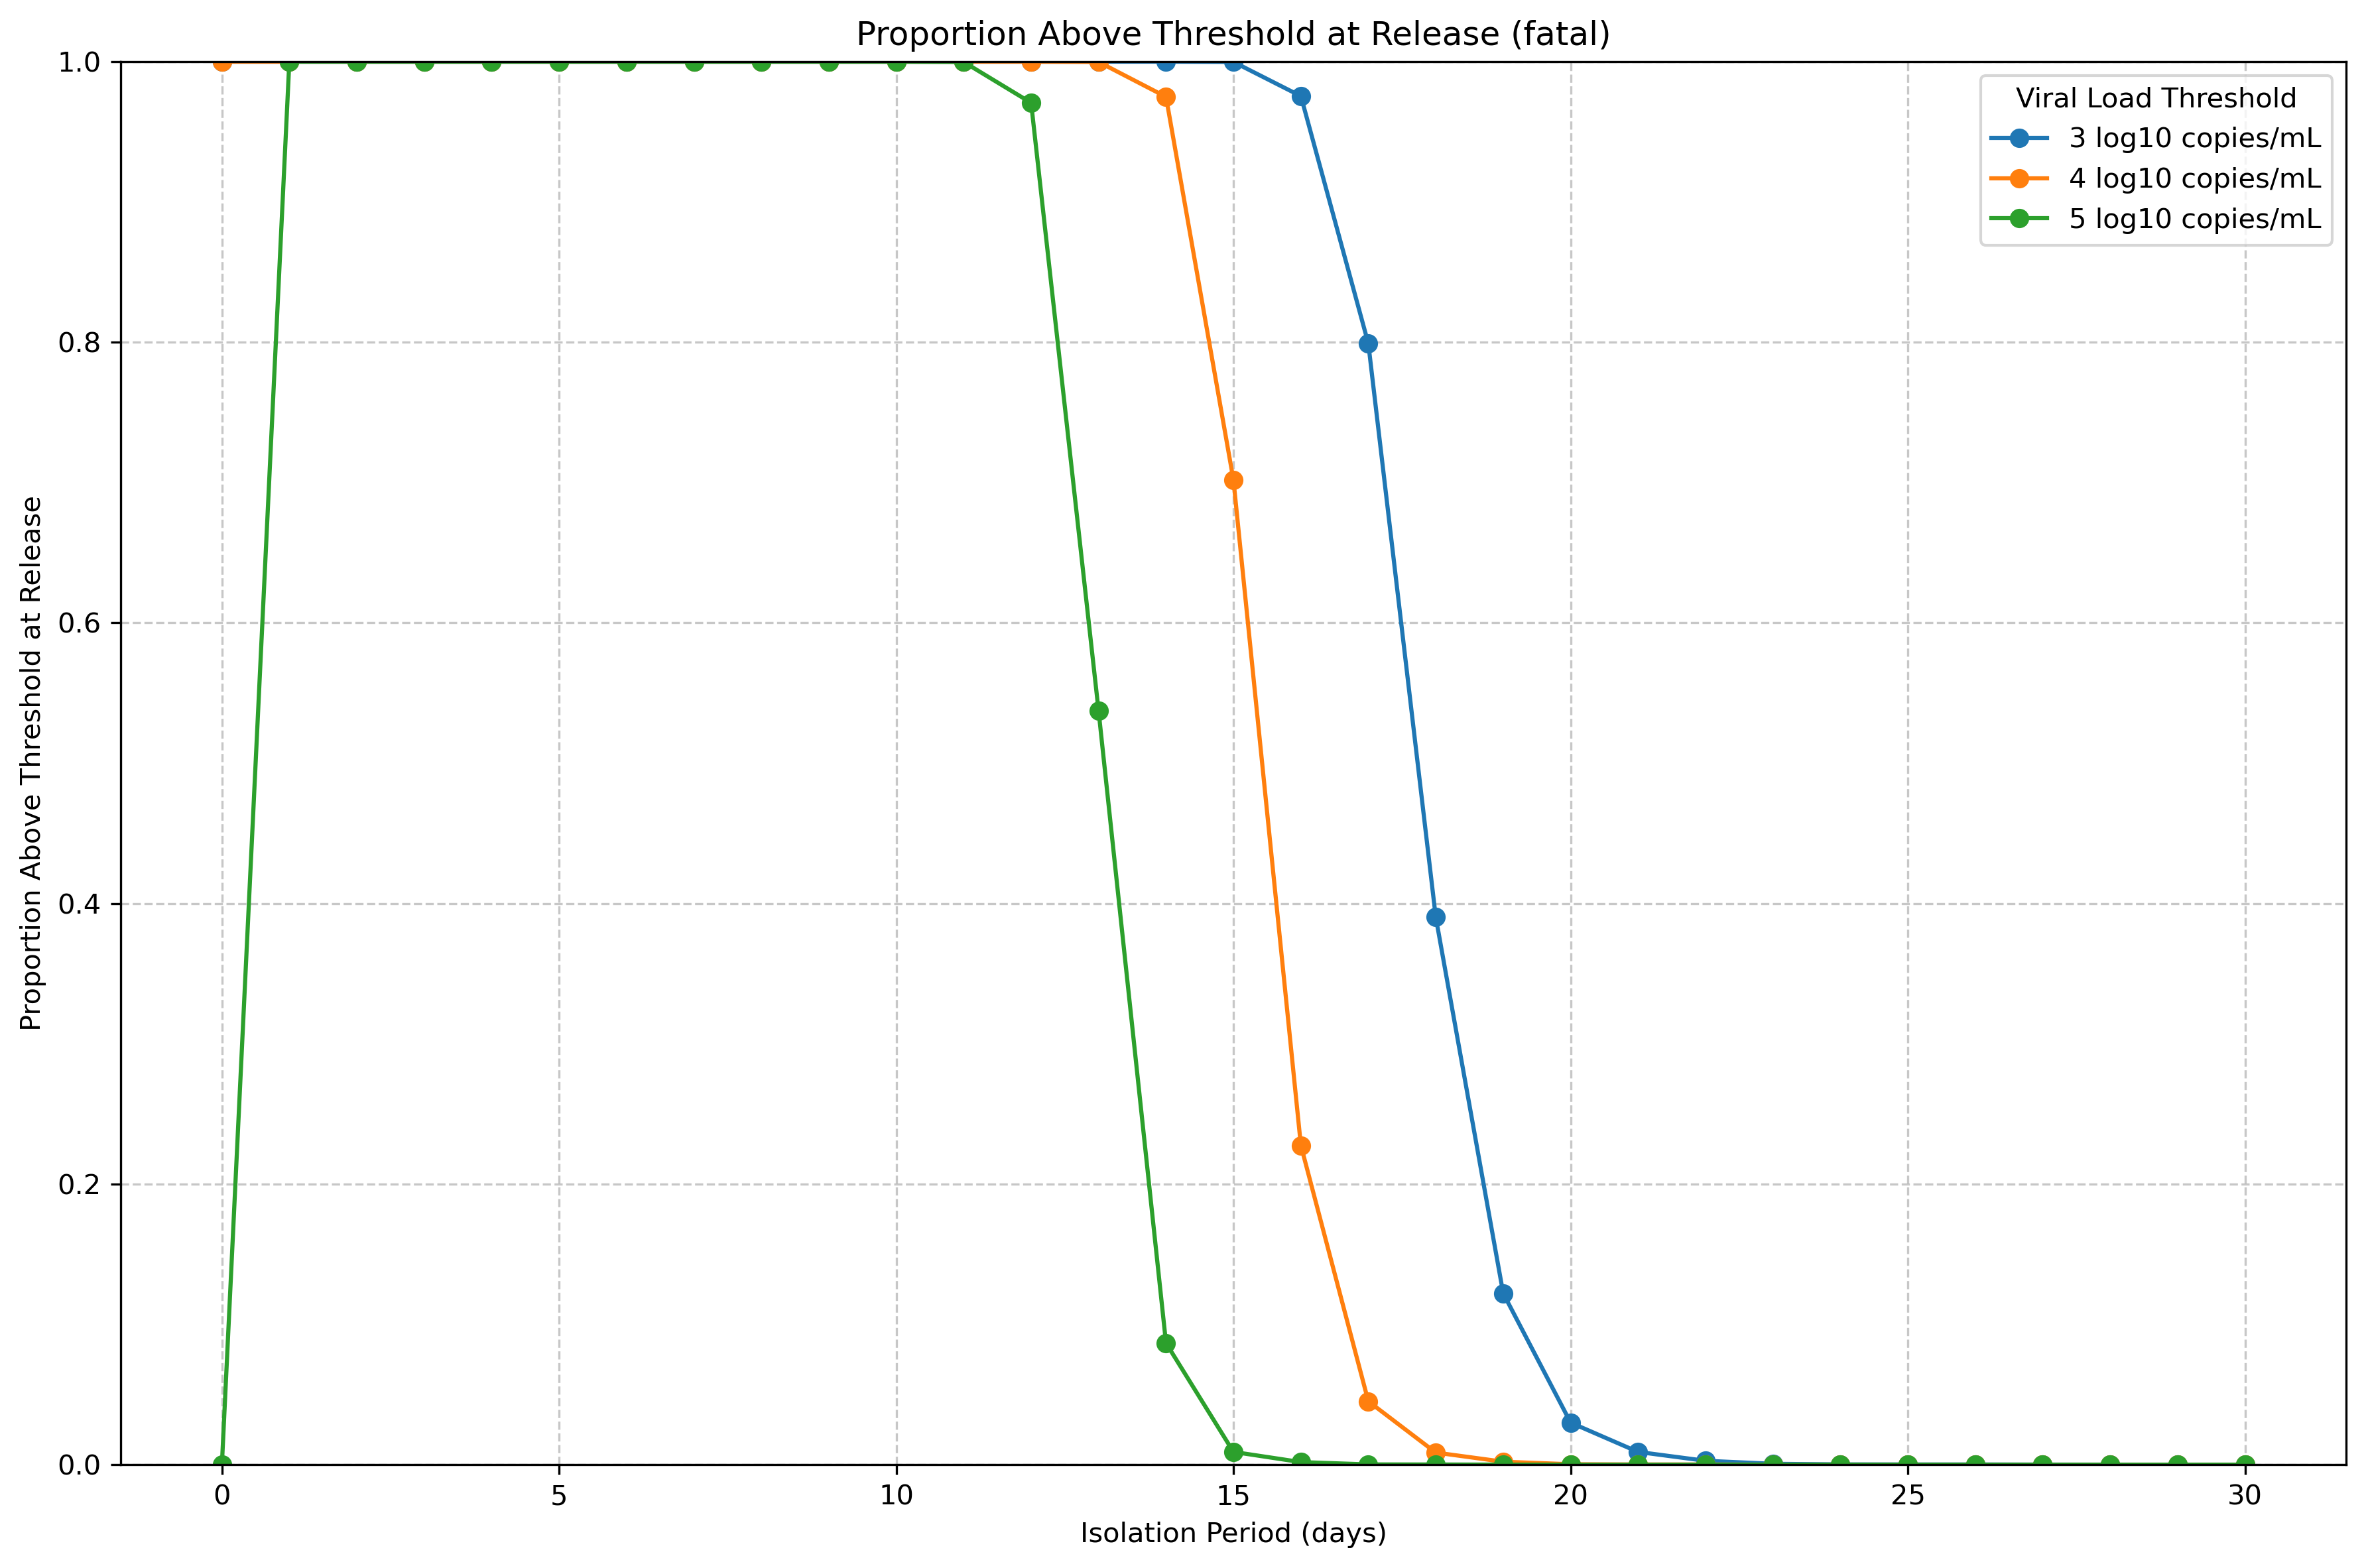 Proportion Above Threshold at Release (fatal)
Proportion Above Threshold at Release
1.0
0.8
0.6
0.4
0.2
0.0
Viral Load Threshold
3 log10 copies/mL
4 log10 copies/mL
5 log10 copies/mL
0 5 10 15 20 25 30
Isolation Period (days)